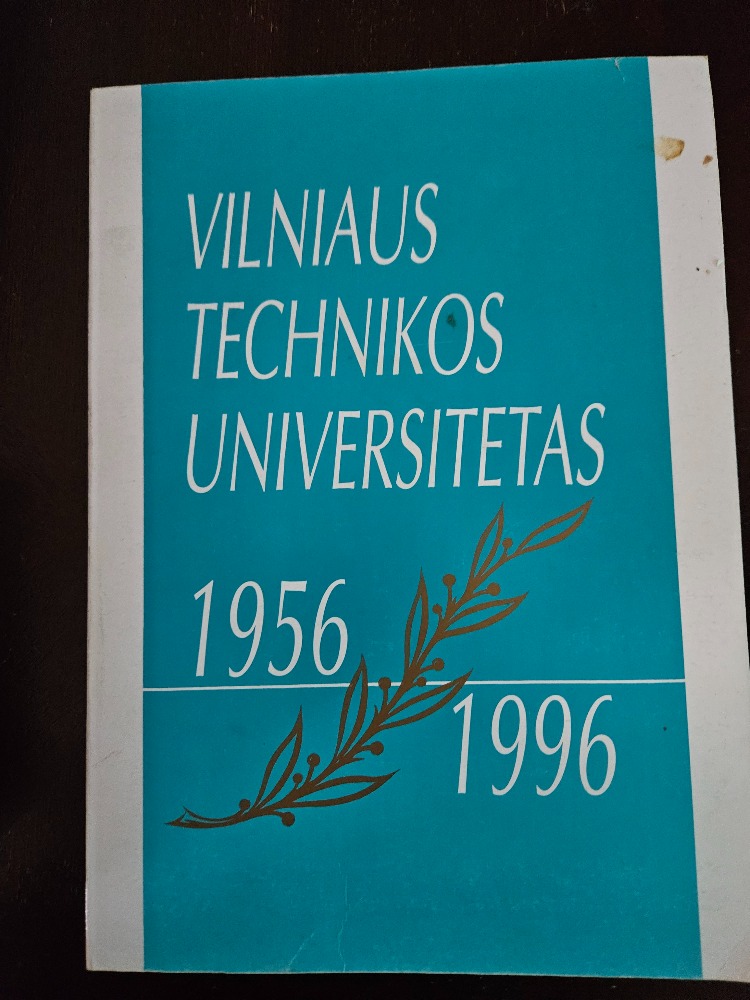 VILNIAUS
TECHNIKOS
UNIVERSITETAS
1956
1996